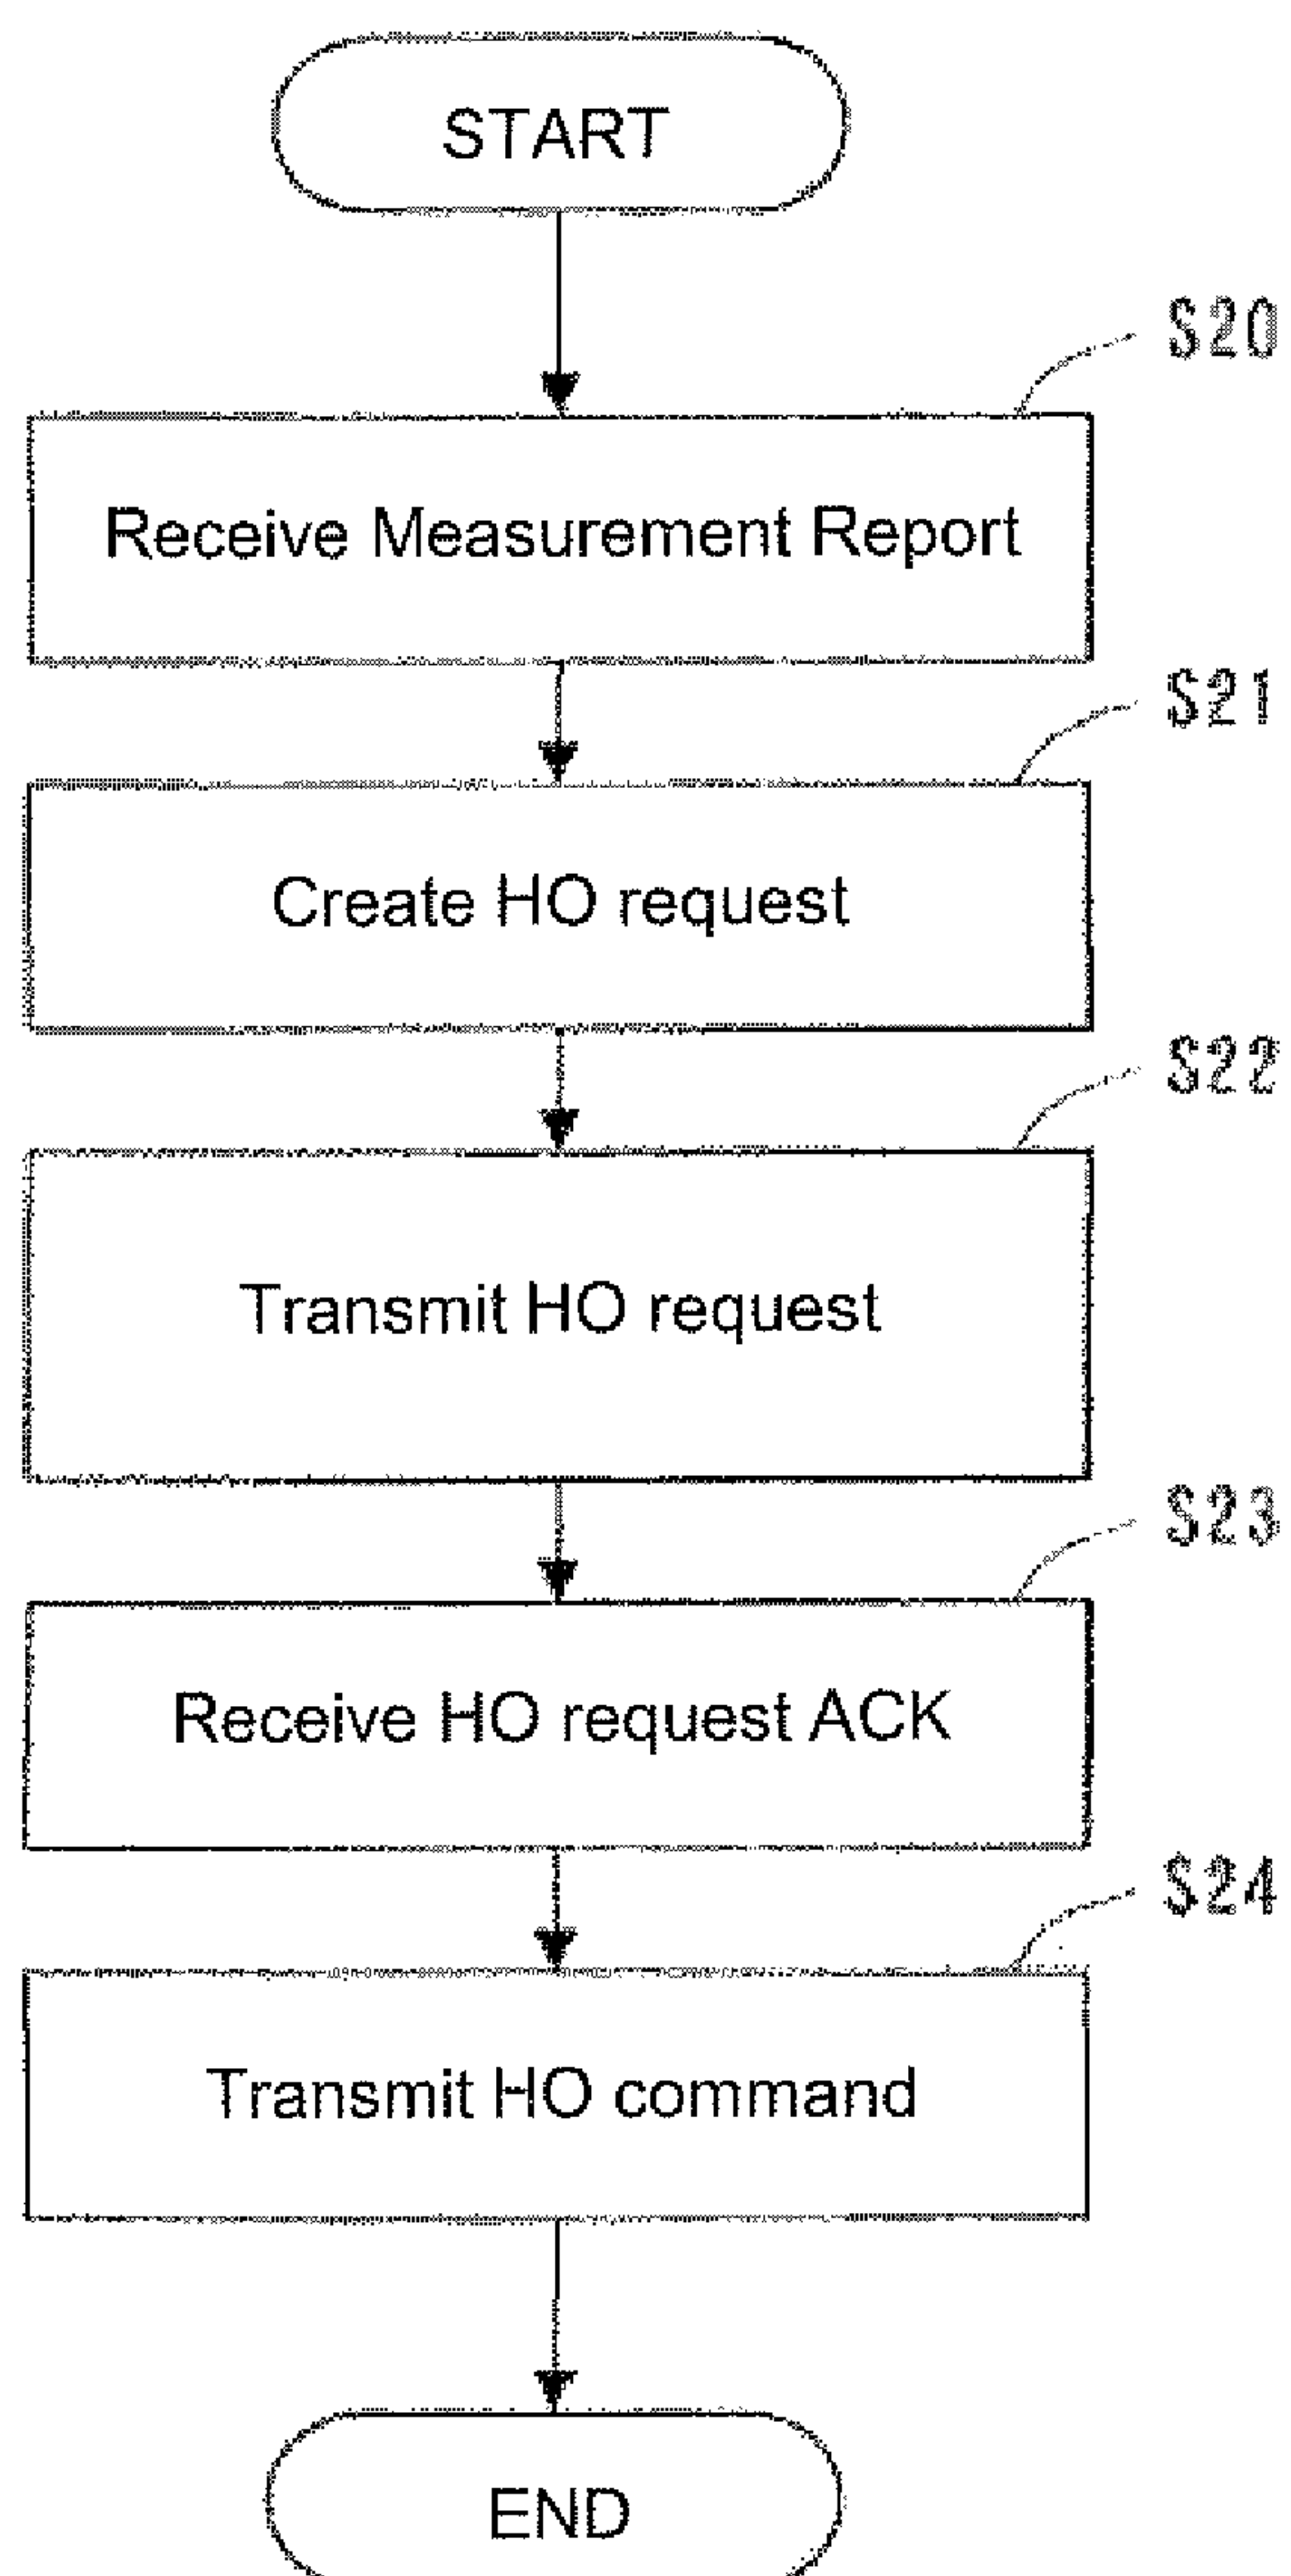 START
S20
Receive Measurement Report
S21
Create HO request
S22
Transmit HO request
S23
Receive HO request ACK
S24
Transmit HO command
END